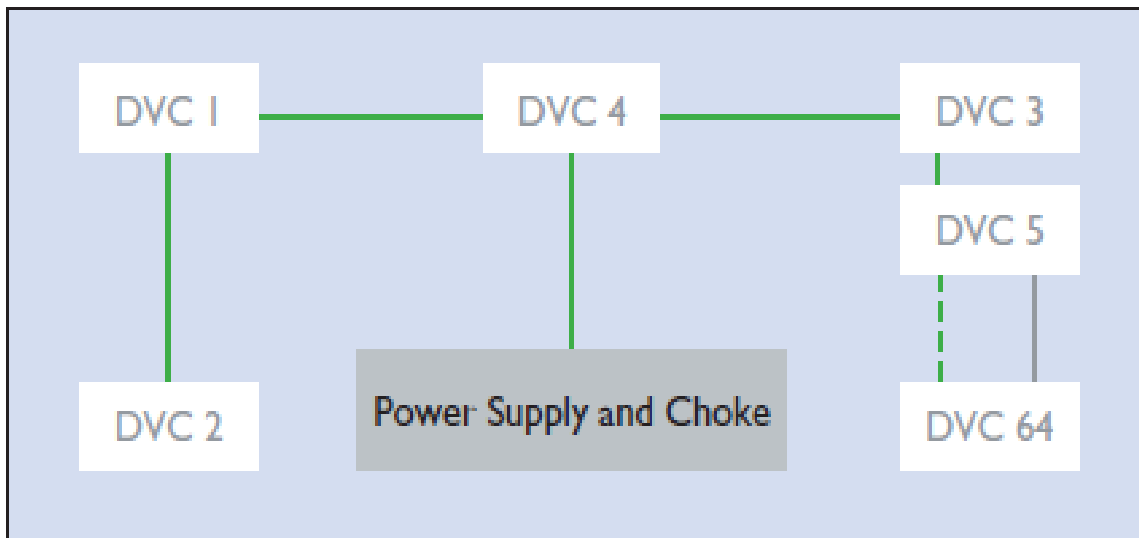 DVC 1
DVC 4
DVC 3
DVC 5
DVC 2
Power Supply and Choke
DVC 64